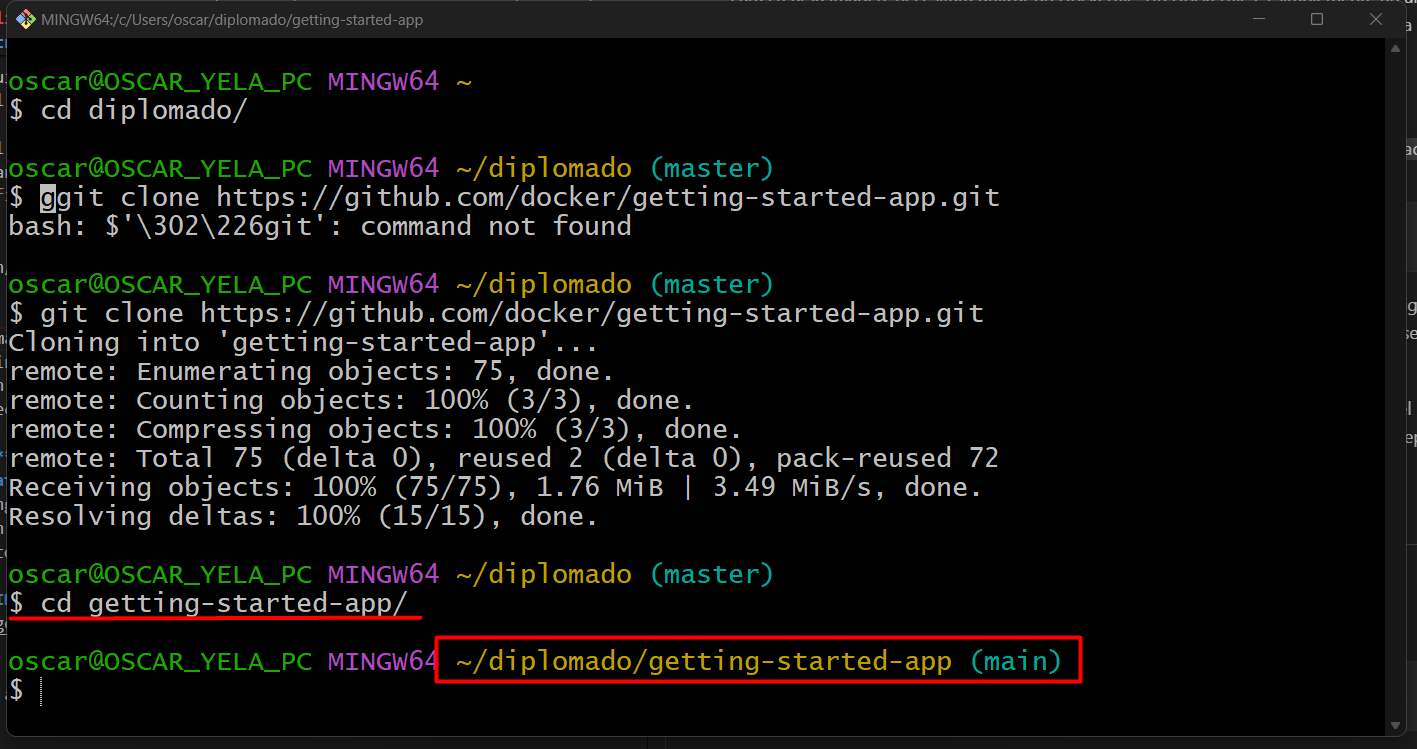 MINGW64:/c/Users/oscar/diplomado/getting-started-app
oscar@OSCAR_YELA_PC MINGW64 ~
$ cd diplomado/
oscar@OSCAR_YELA_PC MINGW64 ~/diplomado (master)
$ ggit clone https://github.com/docker/getting-started-app.git
bash: $'\302\226git': command not found
oscar@OSCAR_YELA_PC MINGW64 ~/diplomado (master)
$ git clone https://github.com/docker/getting-started-app.git
Cloning into 'getting-started-app'...
remote: Enumerating objects: 75, done.
remote: Counting objects: 100% (3/3), done.
remote: Compressing objects: 100% (3/3), done.
remote: Total 75 (delta 0), reused 2 (delta 0), pack-reused 72
Receiving objects: 100% (75/75), 1.76 MiB | 3.49 MiB/s, done.
Resolving deltas: 100% (15/15), done.
oscar@OSCAR_YELA_PC MINGW64 ~/diplomado (master)
$ cd getting-started-app/
oscar@OSCAR_YELA_PC MINGW64 ~/diplomado/getting-started-app (main)
$